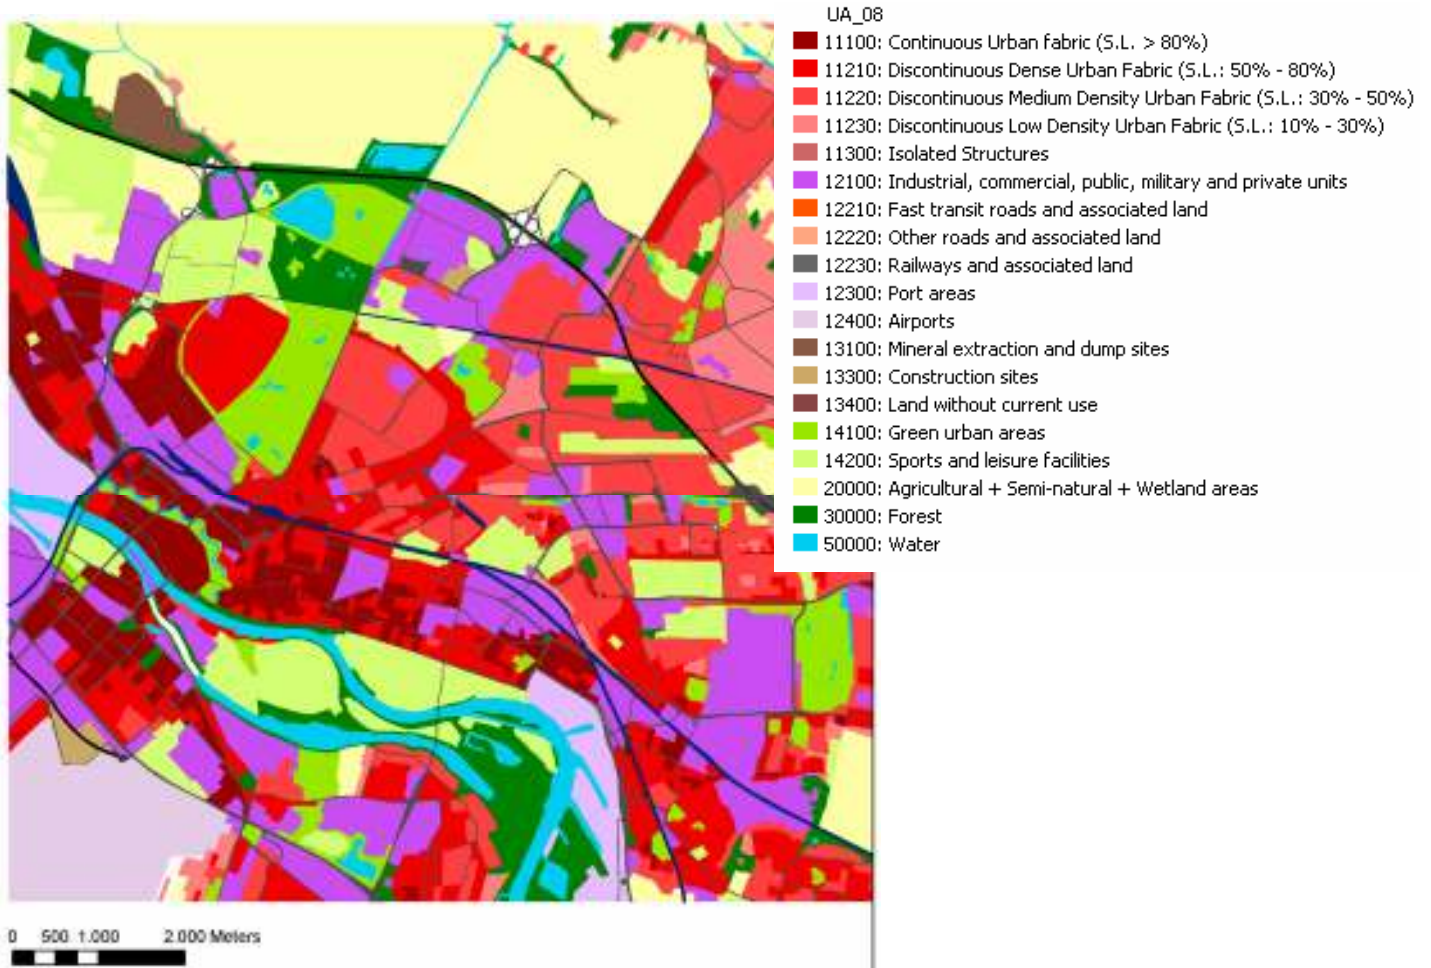 UA_08
11100: Continuous Urban fabric (S.L. > 80%)
11210: Discontinuous Dense Urban Fabric (S.L.: 50% - 80%)
11220: Discontinuous Medium Density Urban Fabric (S.L.: 30% - 50%)
11230: Discontinuous Low Density Urban Fabric (S.L.: 10% - 30%)
11300: Isolated Structures
12100: Industrial, commercial, public, military and private units
12210: Fast transit roads and associated land
12220: Other roads and associated land
12230: Railways and associated land
12300: Port areas
12400: Airports
13100: Mineral extraction and dump sites
13300: Construction sites
13400: Land without current use
14100: Green urban areas
14200: Sports and leisure facilities
20000: Agricultural + Semi-natural + Wetland areas
30000: Forest
50000: Water
0 500 1.000 2.000 Meters